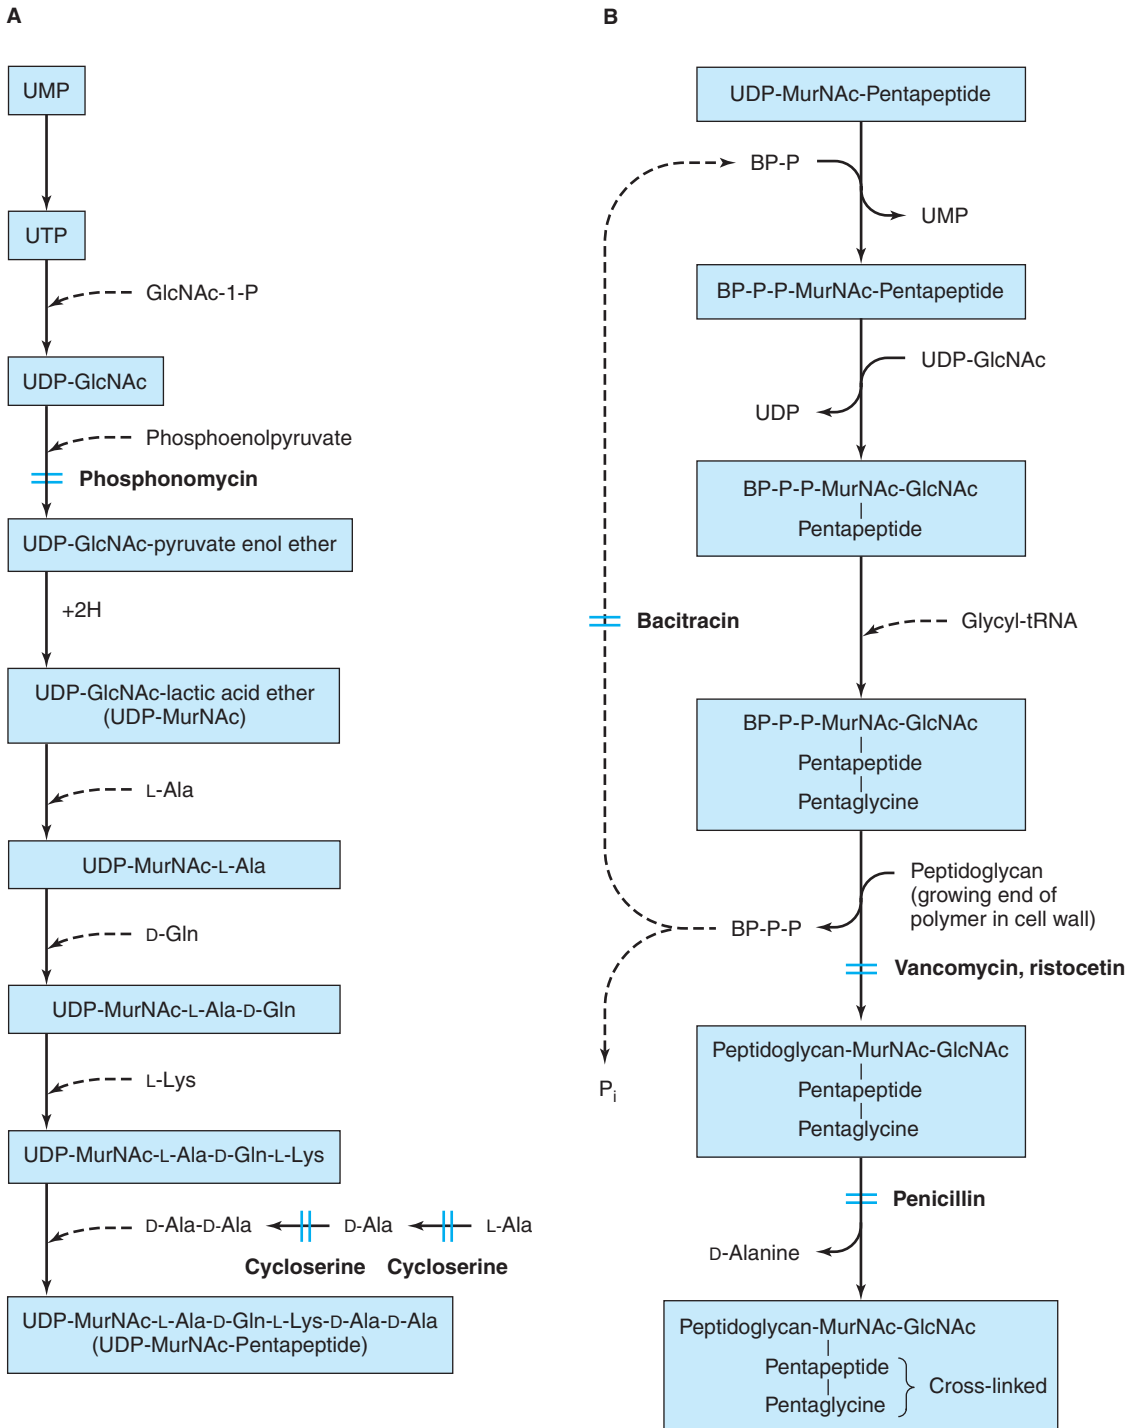 A
UMP
UTP
GlcNAc-1-P
UDP-GlcNAc
Phosphoenolpyruvate
Phosphonomycin
UDP-GlcNAc-pyruvate enol ether
+2H
UDP-GlcNAc-lactic acid ether
(UDP-MurNAc)
L-Ala
UDP-MurNAc-L-Ala
D-Gln
UDP-MurNAc-L-Ala-D-Gln
L-Lys
UDP-MurNAc-L-Ala-D-Gln-L-Lys
D-Ala-D-Ala D-Ala L-Ala
Cycloserine Cycloserine
UDP-MurNAc-L-Ala-D-Gln-L-Lys-D-Ala-D-Ala
(UDP-MurNAc-Pentapeptide)
B
UDP-MurNAc-Pentapeptide
BP-P
UMP
BP-P-P-MurNAc-Pentapeptide
UDP-GlcNAc
UDP
BP-P-P-MurNAc-GlcNAc
Pentapeptide
Bacitracin
Glycyl-tRNA
BP-P-P-MurNAc-GlcNAc
Pentapeptide
Pentaglycine
Peptidoglycan
(growing end of
polymer in cell wall)
BP-P-P
Vancomycin, ristocetin
Peptidoglycan-MurNAc-GlcNAc
Pentapeptide
Pentaglycine
Pi
Penicillin
D-Alanine
Peptidoglycan-MurNAc-GlcNAc
Pentapeptide
Pentaglycine
Cross-linked